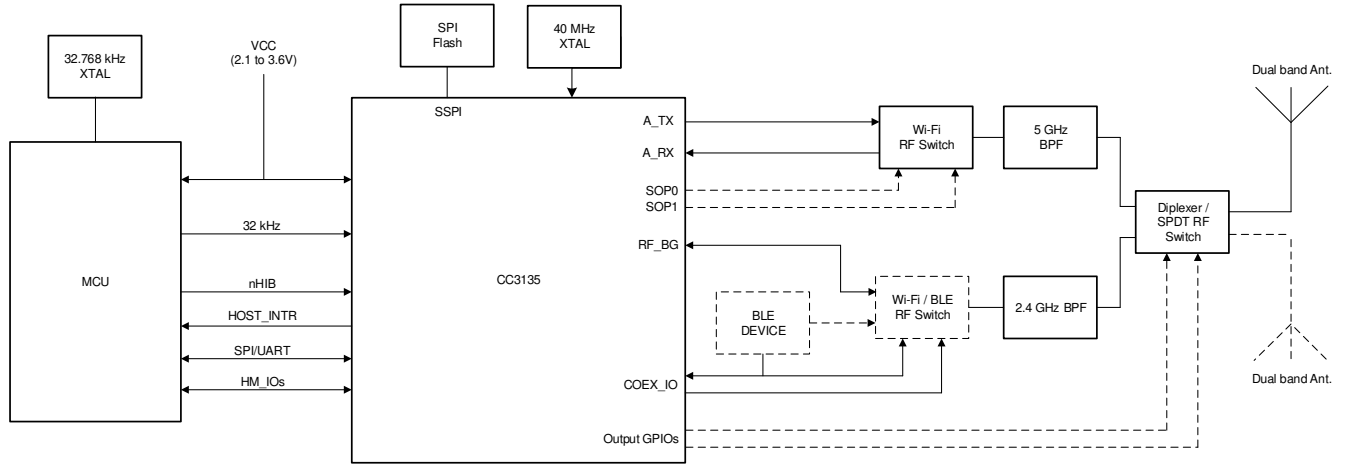 SPI
Flash
40 MHz
XTAL
32.768 kHz
XTAL
VCC
(2.1 to 3.6V)
SSPI
Dual band Ant.
A_TX
A_RX
Wi-Fi
RF Switch
5 GHz
BPF
SOP0
SOP1
Diplexer /
SPDT RF
Switch
32 kHz
RF_BG
MCU
nHIB
CC3135
BLE
DEVICE
Wi-Fi / BLE
RF Switch
2.4 GHz BPF
HOST_INTR
SPI/UART
HM_IOs
COEX_IO
Dual band Ant.
Output GPIOs